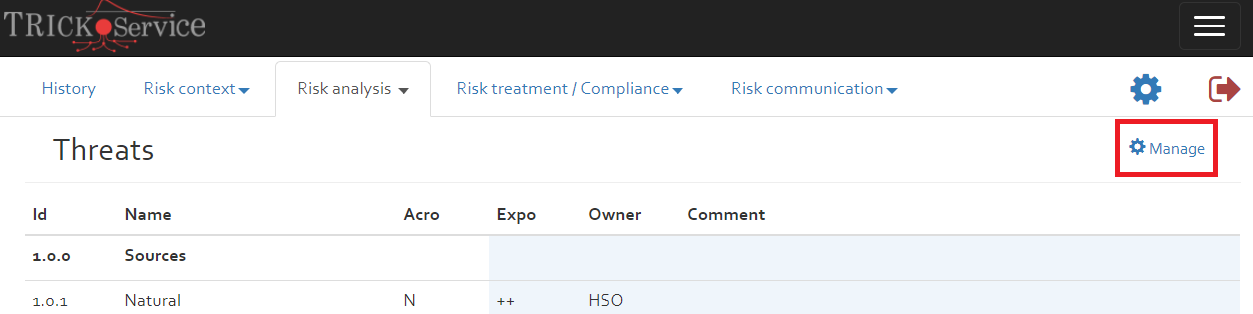 TRICK Service
History Risk context Risk analysis Risk treatment / Compliance Risk communication
Threats Manage
Id Name Acro Expo Owner Comment
1.0.0 Sources
1.0.1 Natural N ++ HSO